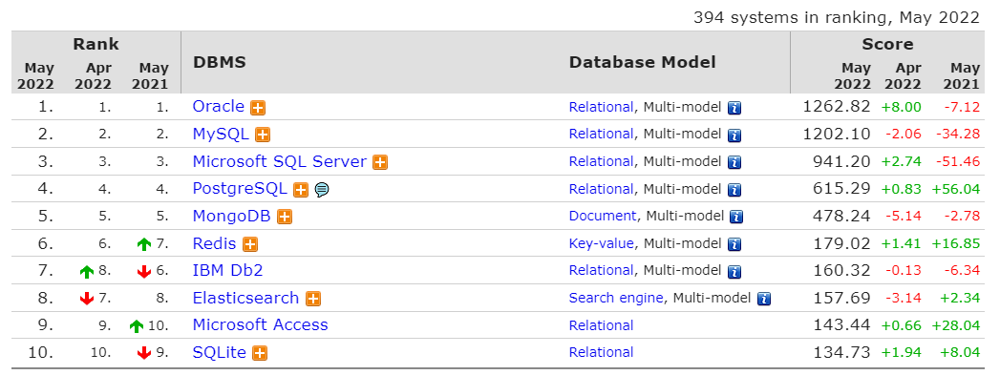 394 systems in ranking, May 2022
Rank DBMS Database Model Score
May 2022 Apr 2022 May 2021 May 2022 Apr 2022 May 2021
1. 1. 1. Oracle Relational, Multi-model 1262.82 +8.00 -7.12
2. 2. 2. MySQL Relational, Multi-model 1202.10 -2.06 -34.28
3. 3. 3. Microsoft SQL Server Relational, Multi-model 941.20 +2.74 -51.46
4. 4. 4. PostgreSQL Relational, Multi-model 615.29 +0.83 +56.04
5. 5. 5. MongoDB Document, Multi-model 478.24 -5.14 -2.78
6. 6. 7. Redis Key-value, Multi-model 179.02 +1.41 +16.85
7. 8. 6. IBM Db2 Relational, Multi-model 160.32 -0.13 -6.34
8. 7. 8. Elasticsearch Search engine, Multi-model 157.69 -3.14 +2.34
9. 9. 10. Microsoft Access Relational 143.44 +0.66 +28.04
10. 10. 9. SQLite Relational 134.73 +1.94 +8.04